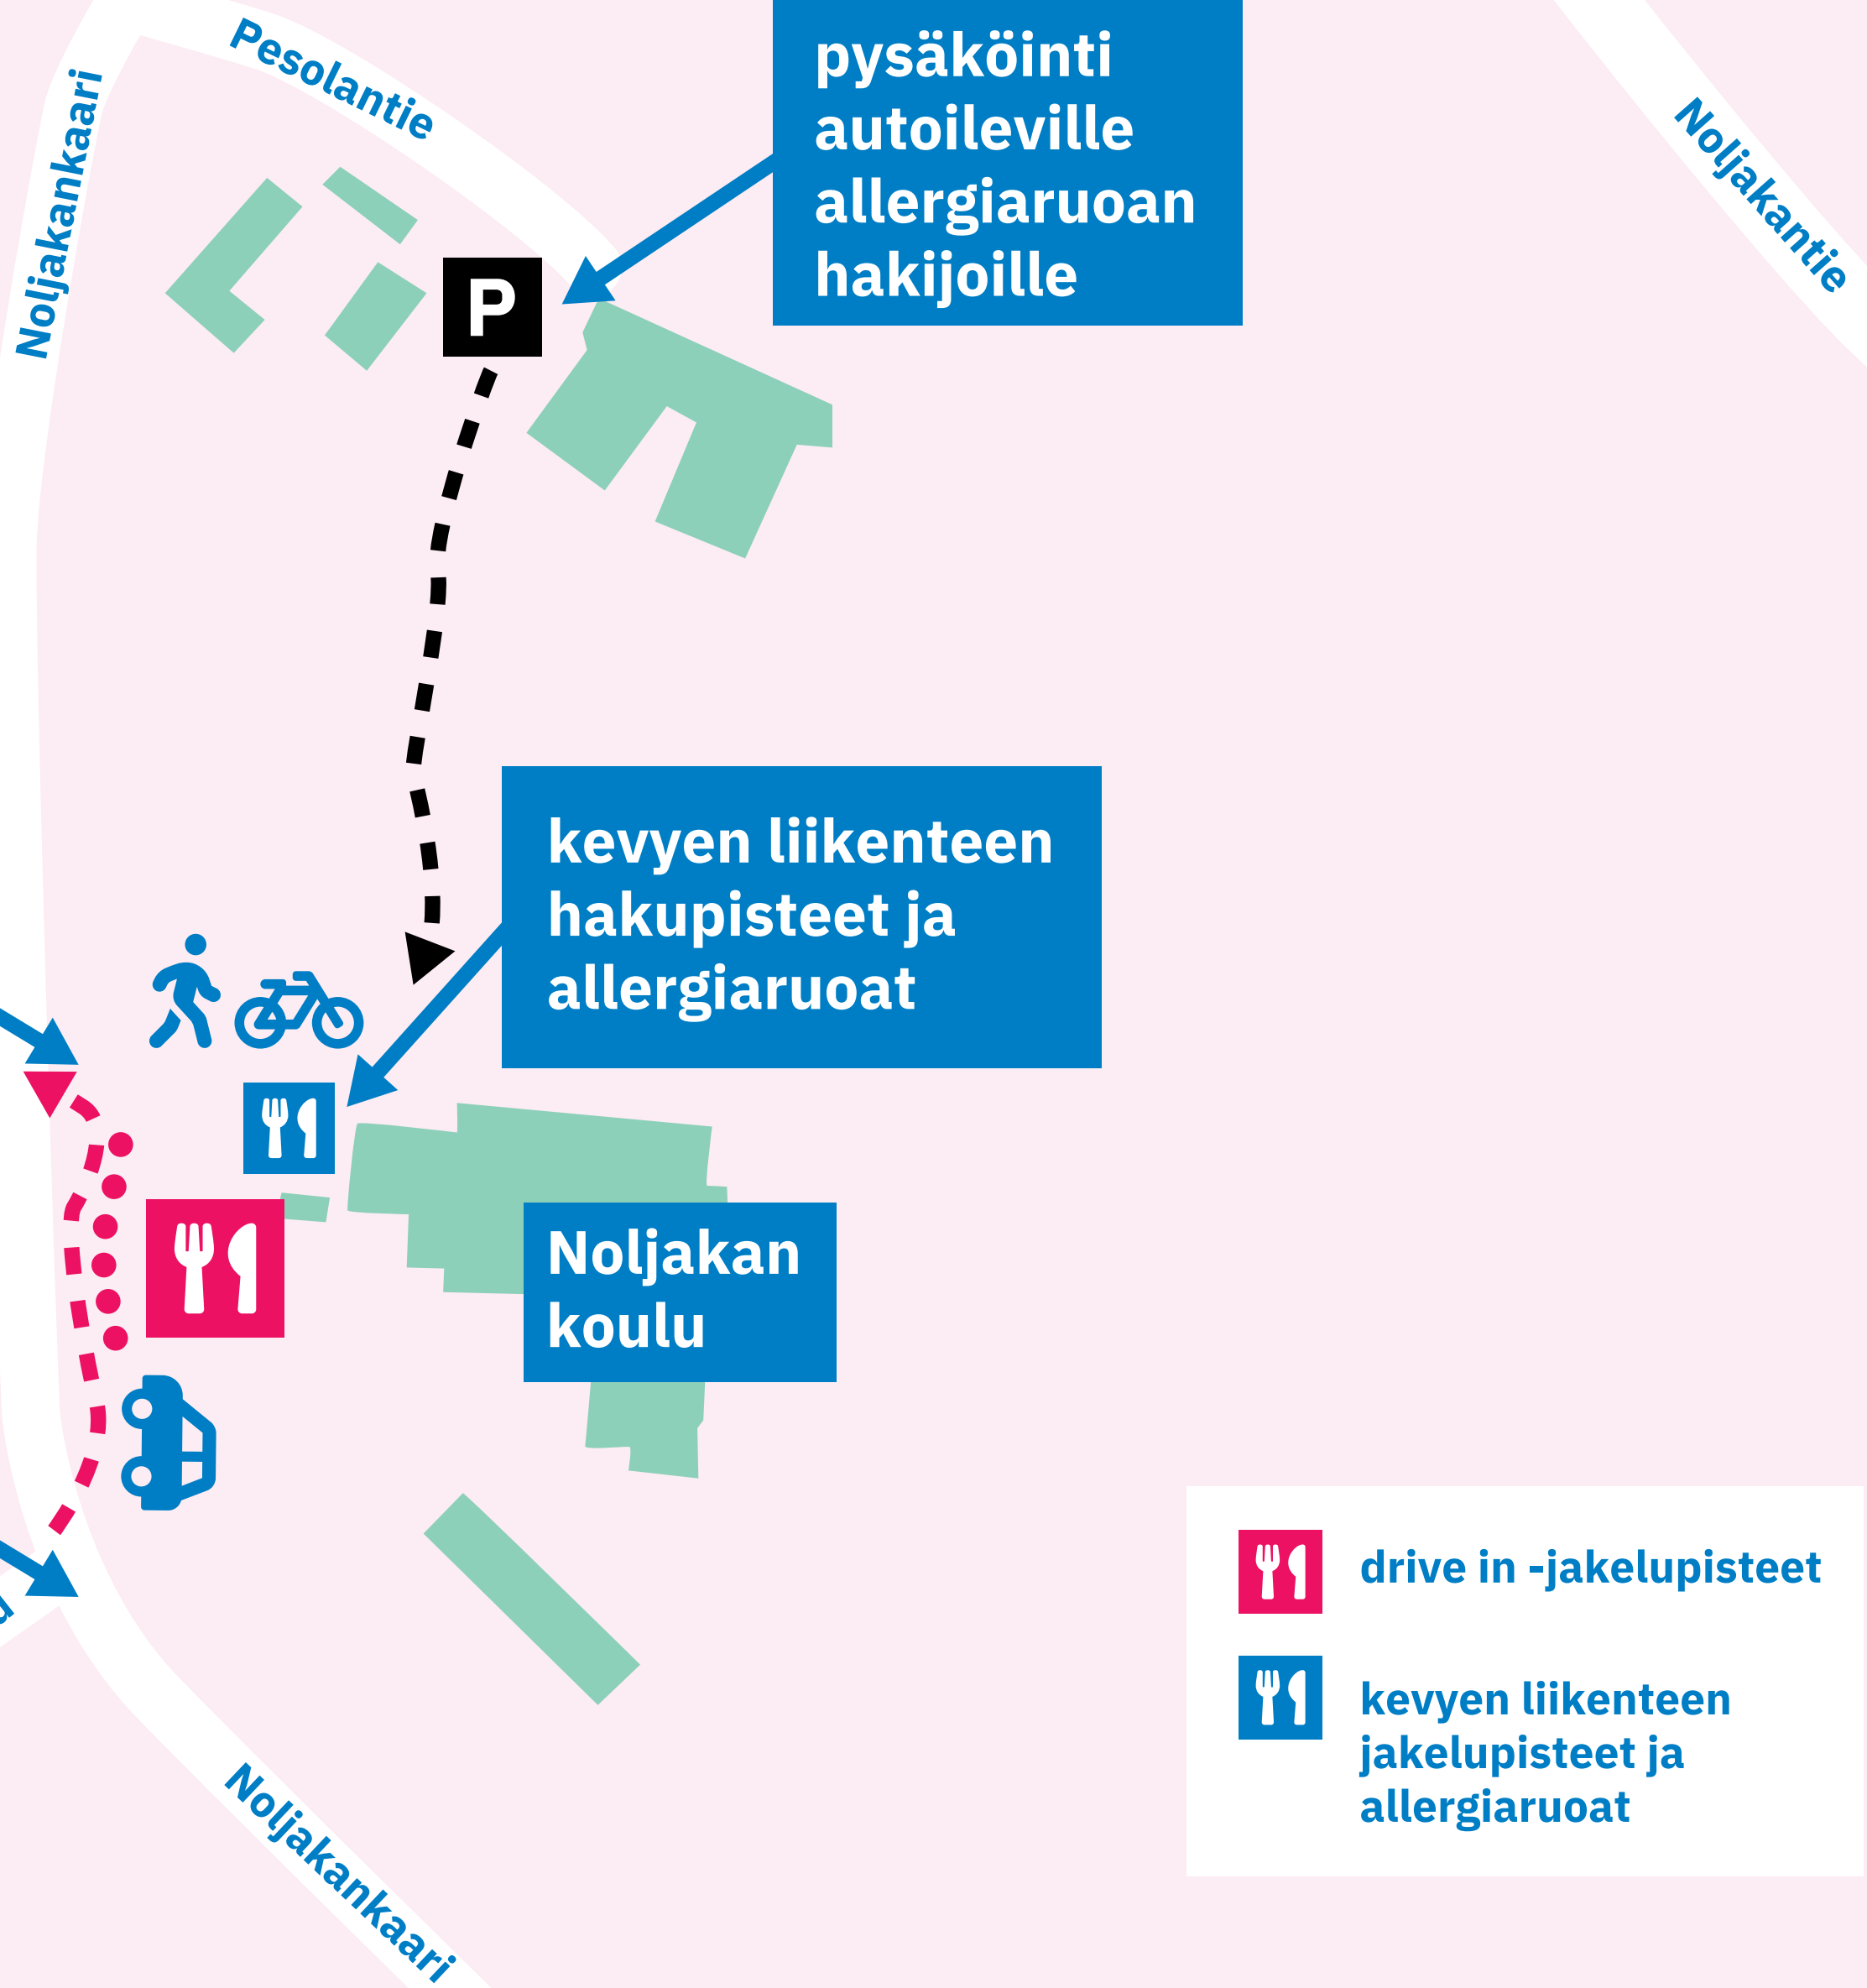 Pesolantie
Noljakankaari
pysäköinti
autoileville
allergiaruoan
hakijoille
Noljakantie
P
kevyen liikenteen
hakupisteet ja
allergiaruoat
Noljakan
koulu
drive in -jakelupisteet
kevyen liikenteen
jakelupisteet ja
allergiaruoat
Noljakankaari